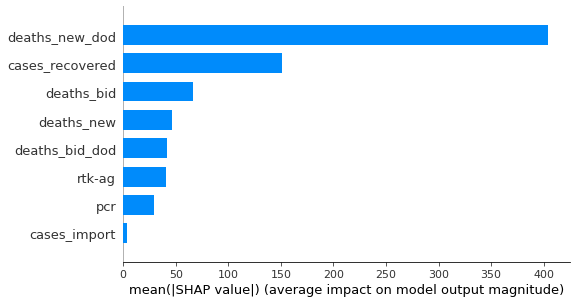 deaths_new_dod
cases_recovered
deaths_bid
deaths_new
deaths_bid_dod
rtk-ag
pcr
cases_import
0 50 100 150 200 250 300 350 400
mean(|SHAP value|) (average impact on model output magnitude)